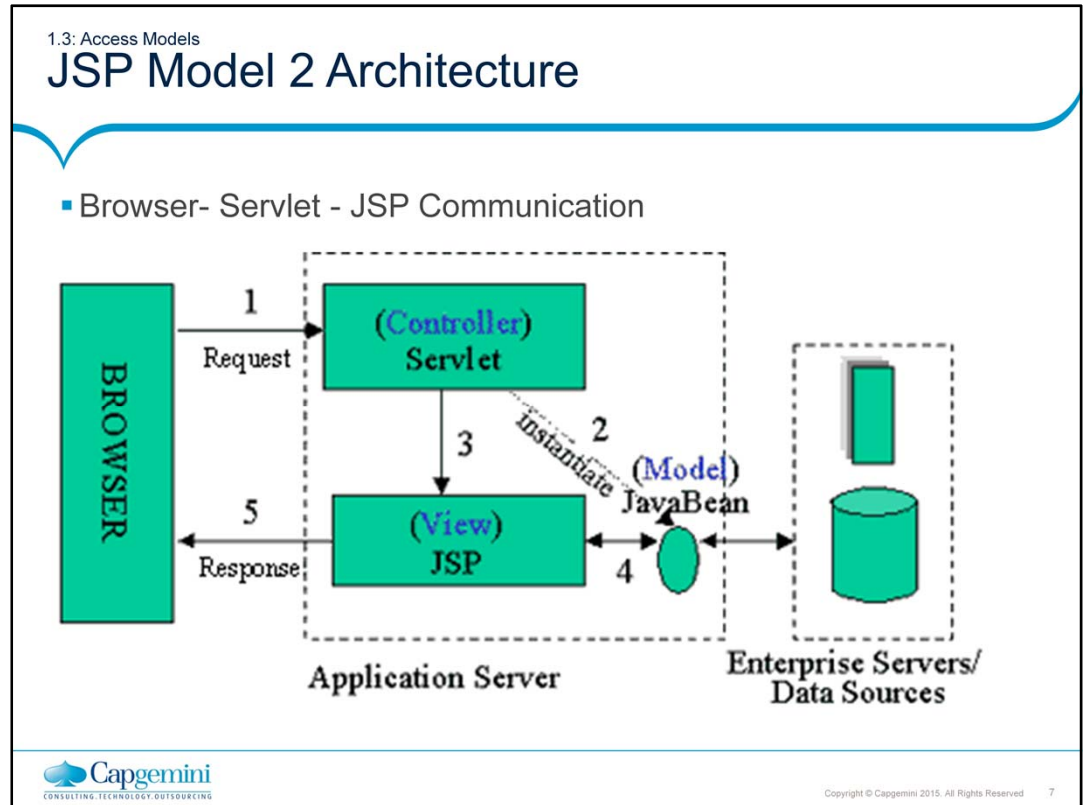 1.3: Access Models
JSP Model 2 Architecture
▪ Browser- Servlet - JSP Communication
BROWSER
1
Request
(Controller)
Servlet
2
instantiate
3
(Model)
JavaBean
5
Response
(View)
JSP
4
Application Server
Enterprise Servers/
Data Sources
Capgemini
CONSULTING.TECHNOLOGY.OUTSOURCING
Copyright © Capgemini 2015. All Rights Reserved 7